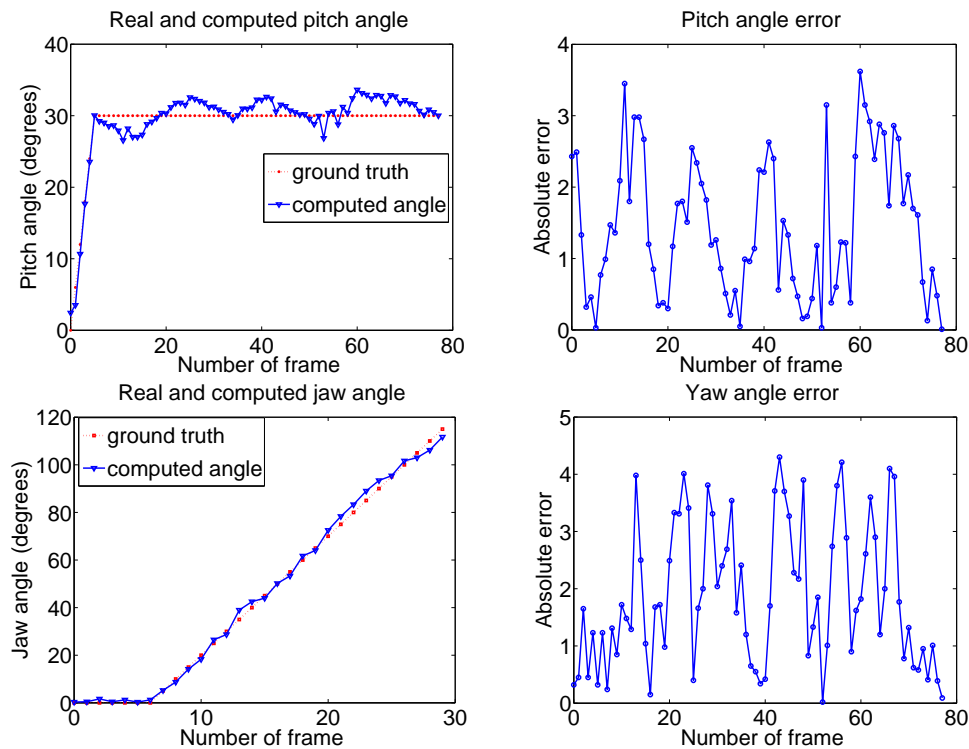 Real and computed pitch angle
Pitch angle (degrees)
40
30
20
10
0
ground truth
computed angle
0 20 40 60 80
Number of frame
Pitch angle error
Absolute error
4
3
2
1
0
0 20 40 60 80
Number of frame
Real and computed jaw angle
Jaw angle (degrees)
120
100
80
60
40
20
0
ground truth
computed angle
0 10 20 30
Number of frame
Yaw angle error
Absolute error
5
4
3
2
1
0
0 20 40 60 80
Number of frame